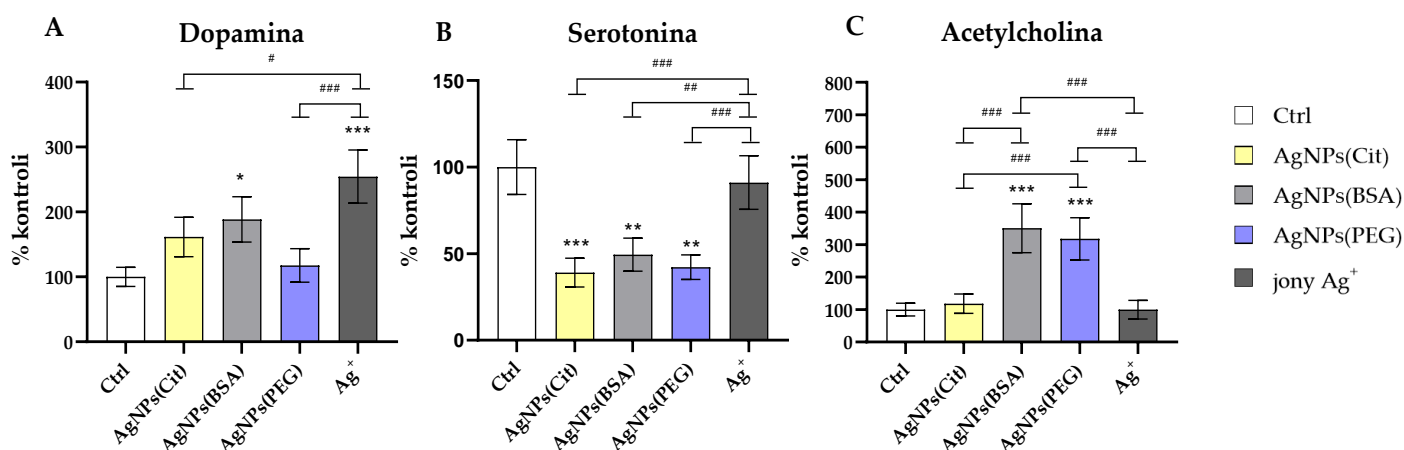 A
Dopamina
% kontroli
400
300
200
100
0
#
###
*
***
Ctrl
AgNPs(Cit)
AgNPs(BSA)
AgNPs(PEG)
Ag⁺
B
Serotonina
% kontroli
150
100
50
0
###
##
###
***
**
**
Ctrl
AgNPs(Cit)
AgNPs(BSA)
AgNPs(PEG)
Ag⁺
C
Acetylcholina
% kontroli
800
700
600
500
400
300
200
100
0
###
###
###
###
***
***
Ctrl
AgNPs(Cit)
AgNPs(BSA)
AgNPs(PEG)
Ag⁺
Ctrl
AgNPs(Cit)
AgNPs(BSA)
AgNPs(PEG)
jony Ag⁺